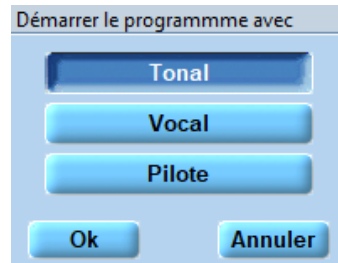 Démarrer le programmme avec
Tonal
Vocal
Pilote
Ok Annuler